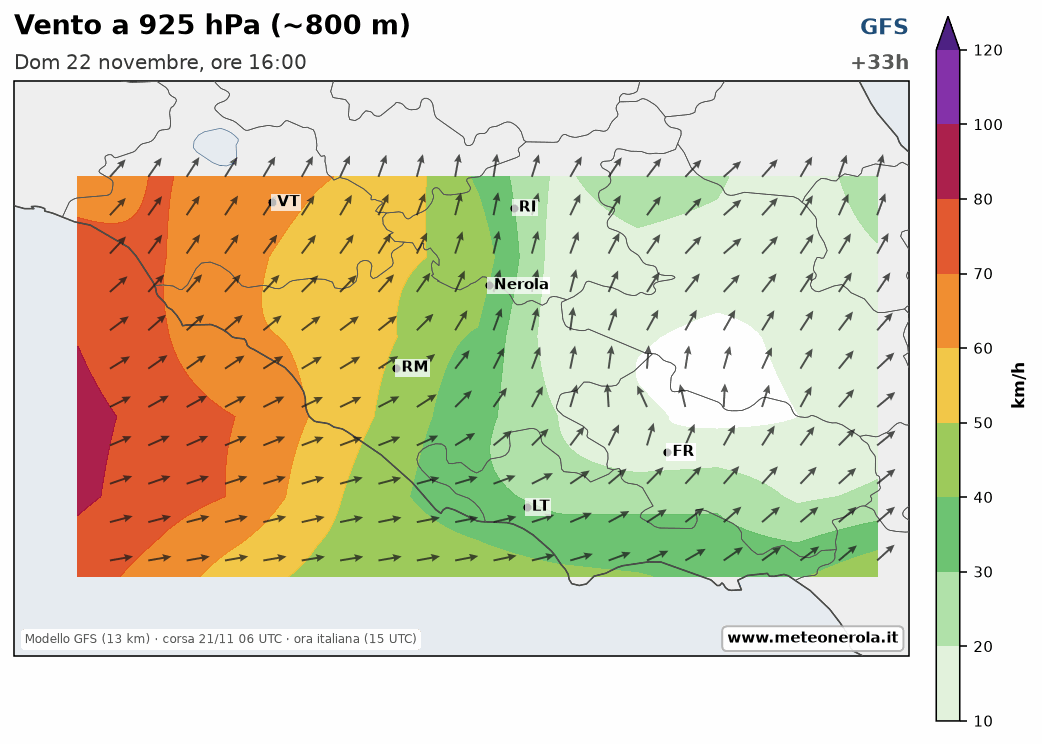 Vento a 925 hPa (~800 m)
GFS
Dom 22 novembre, ore 16:00
+33h
120
100
80
70
60
50
40
30
20
10
km/h
VT
RI
Nerola
RM
FR
LT
Modello GFS (13 km) · corsa 21/11 06 UTC · ora italiana (15 UTC)
www.meteonerola.it